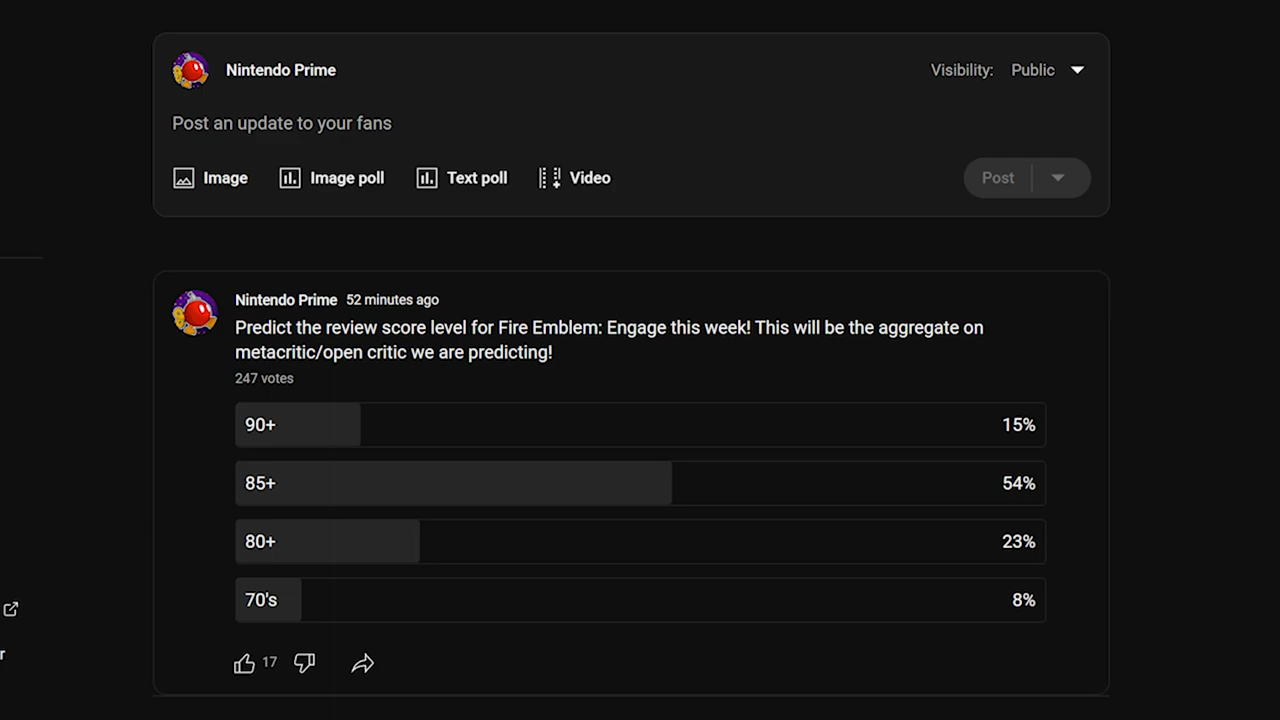 Nintendo Prime
Visibility: Public
Post an update to your fans
Image Image poll Text poll Video Post
Nintendo Prime 52 minutes ago
Predict the review score level for Fire Emblem: Engage this week! This will be the aggregate on
metacritic/open critic we are predicting!
247 votes
90+ 15%
85+ 54%
80+ 23%
70's 8%
r
17